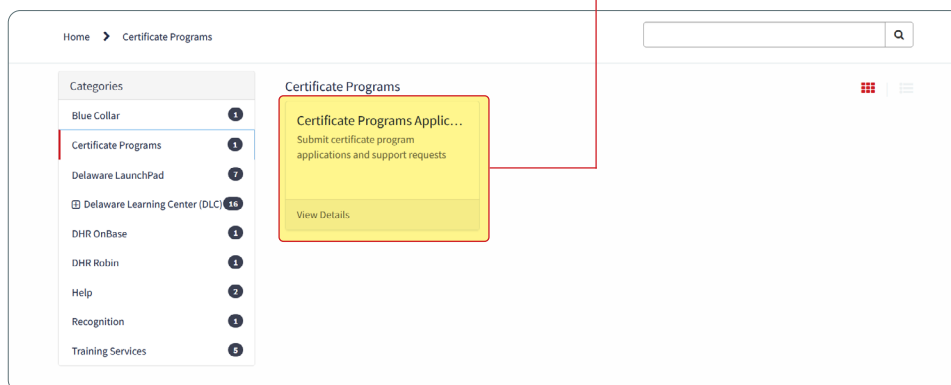 Home > Certificate Programs
Categories
Blue Collar 1
Certificate Programs 1
Delaware LaunchPad 7
Delaware Learning Center (DLC) 16
DHR OnBase 1
DHR Robin 1
Help 2
Recognition 1
Training Services 5
Certificate Programs
Certificate Programs Applic...
Submit certificate program
applications and support requests
View Details